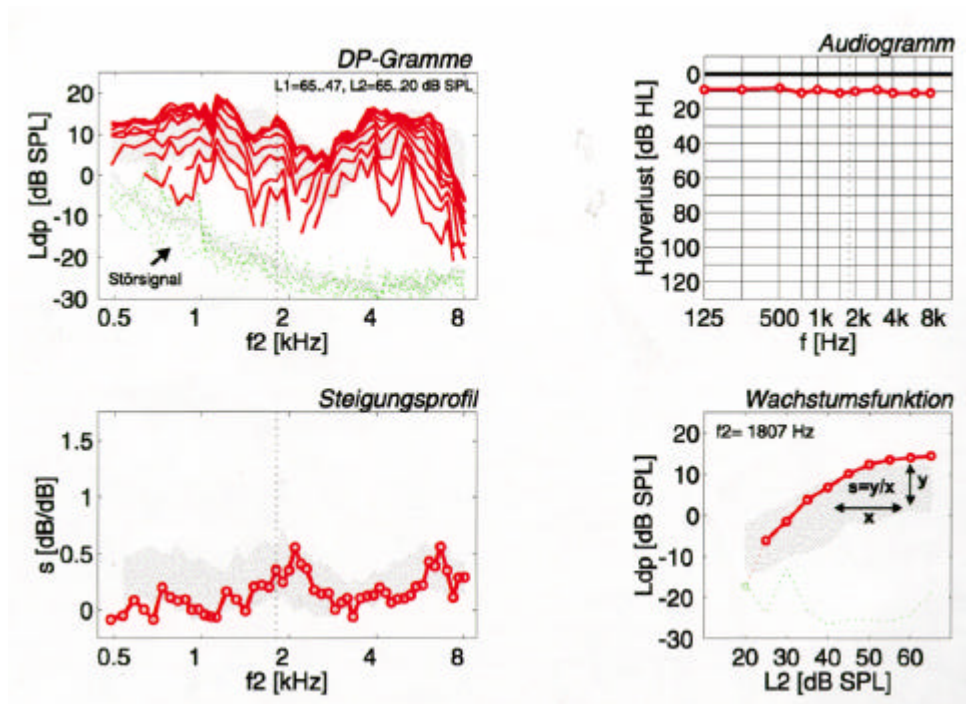 DP-Gramme
L1=65..47, L2=65..20 dB SPL
20
10
0
-10
-20
-30
Ldp [dB SPL]
Störsignal
0.5 1 2 4 8
f2 [kHz]
Audiogramm
0
20
40
60
80
100
120
Hörverlust [dB HL]
125 500 1k 2k 4k 8k
f [Hz]
Steigungsprofil
1.5
1
0.5
0
s [dB/dB]
0.5 1 2 4 8
f2 [kHz]
Wachstumsfunktion
f2= 1807 Hz
20
10
0
-10
-20
-30
Ldp [dB SPL]
s=y/x
y
x
20 30 40 50 60
L2 [dB SPL]